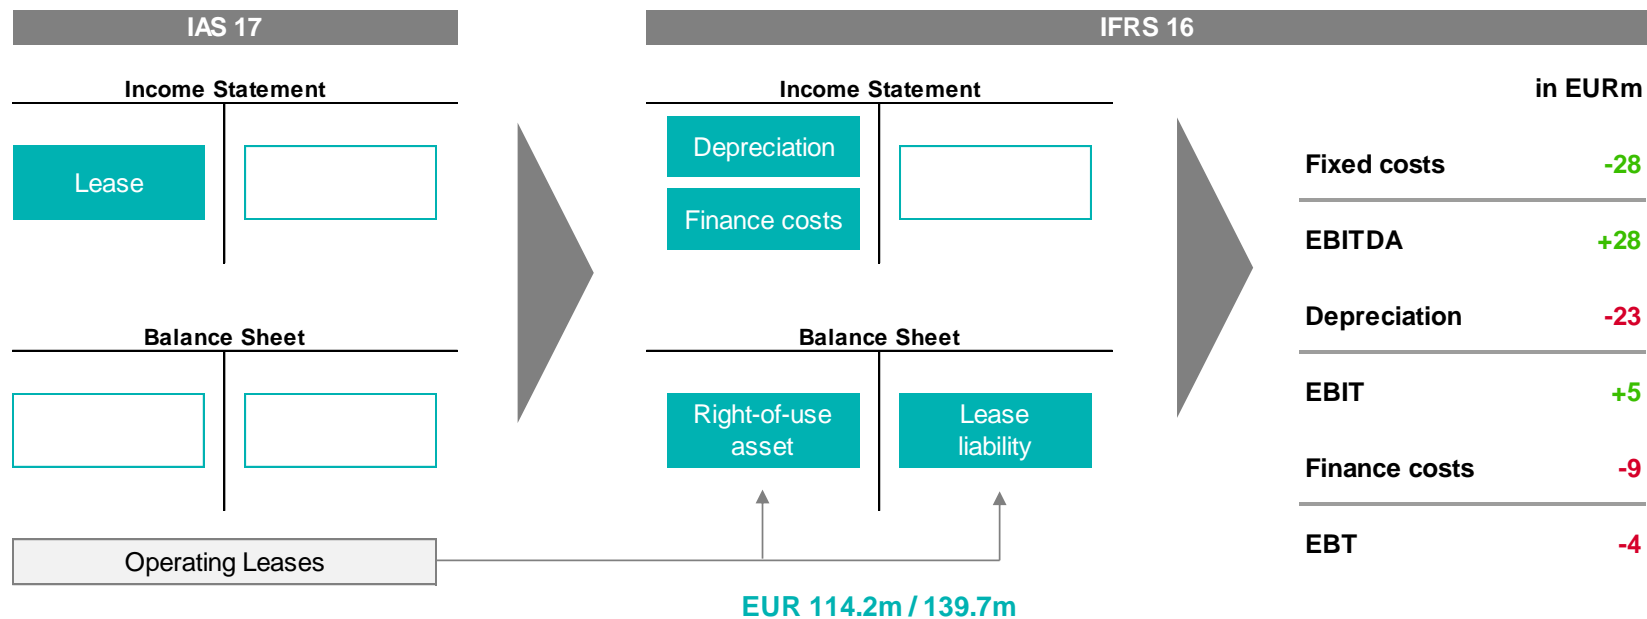 IAS 17
Income Statement
Lease
Balance Sheet
Operating Leases
IFRS 16
Income Statement
Depreciation
Finance costs
Balance Sheet
Right-of-use
asset
Lease
liability
EUR 114.2m / 139.7m
in EURm
Fixed costs -28
EBITDA +28
Depreciation -23
EBIT +5
Finance costs -9
EBT -4